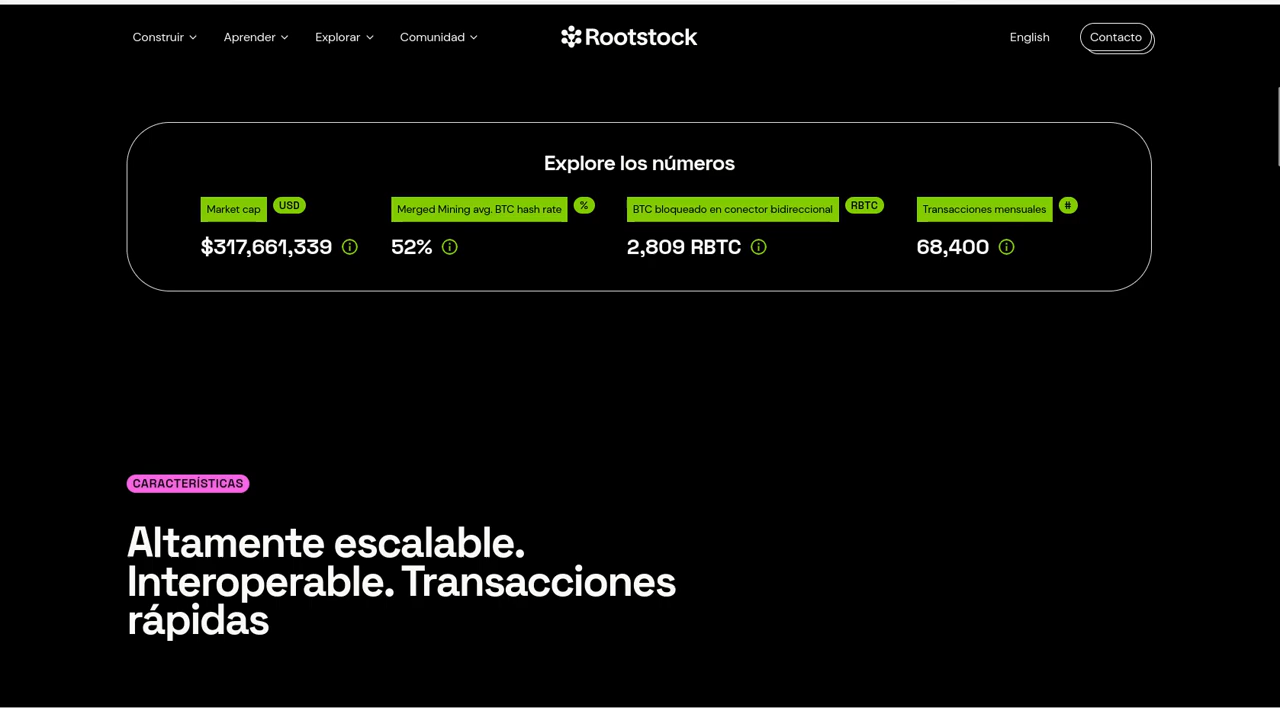 Construir Aprender Explorar Comunidad Rootstock English Contacto
Explore los números
Market cap USD Merged Mining avg. BTC hash rate % BTC bloqueado en conector bidireccional RBTC Transacciones mensuales #
$317,661,339 52% 2,809 RBTC 68,400
CARACTERÍSTICAS
Altamente escalable.
Interoperable. Transacciones
rápidas